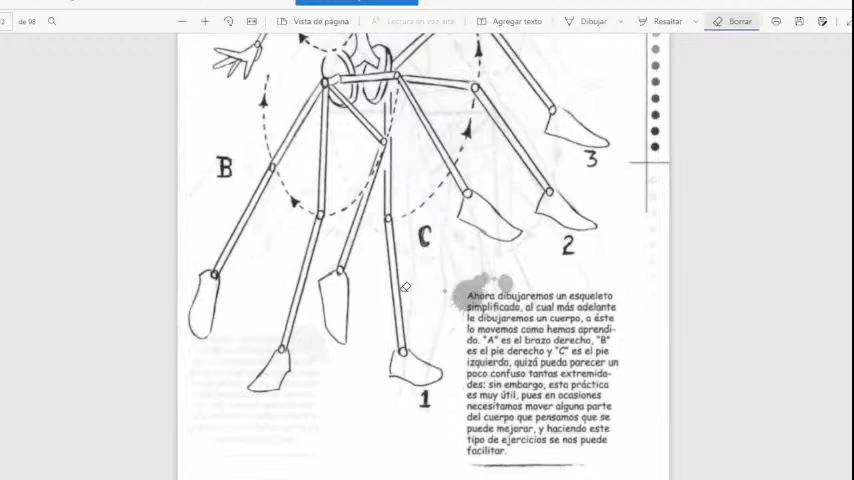 2
de 98
Vista de página
Lectura en voz alta
Agregar texto
Dibujar
Resaltar
Borrar
B
C
3
2
1
Ahora dibujaremos un esqueleto
simplificado, al cual más adelante
le dibujaremos un cuerpo, a éste
lo movemos como hemos aprendi-
do. "A" es el brazo derecho, "B"
es el pie derecho y "C" es el pie
izquierdo, quizá pueda parecer un
poco confuso tantas extremida-
des; sin embargo, esta práctica
es muy útil, pues en ocasiones
necesitamos mover alguna parte
del cuerpo que pensamos que se
puede mejorar, y haciendo este
tipo de ejercicios se nos puede
facilitar.